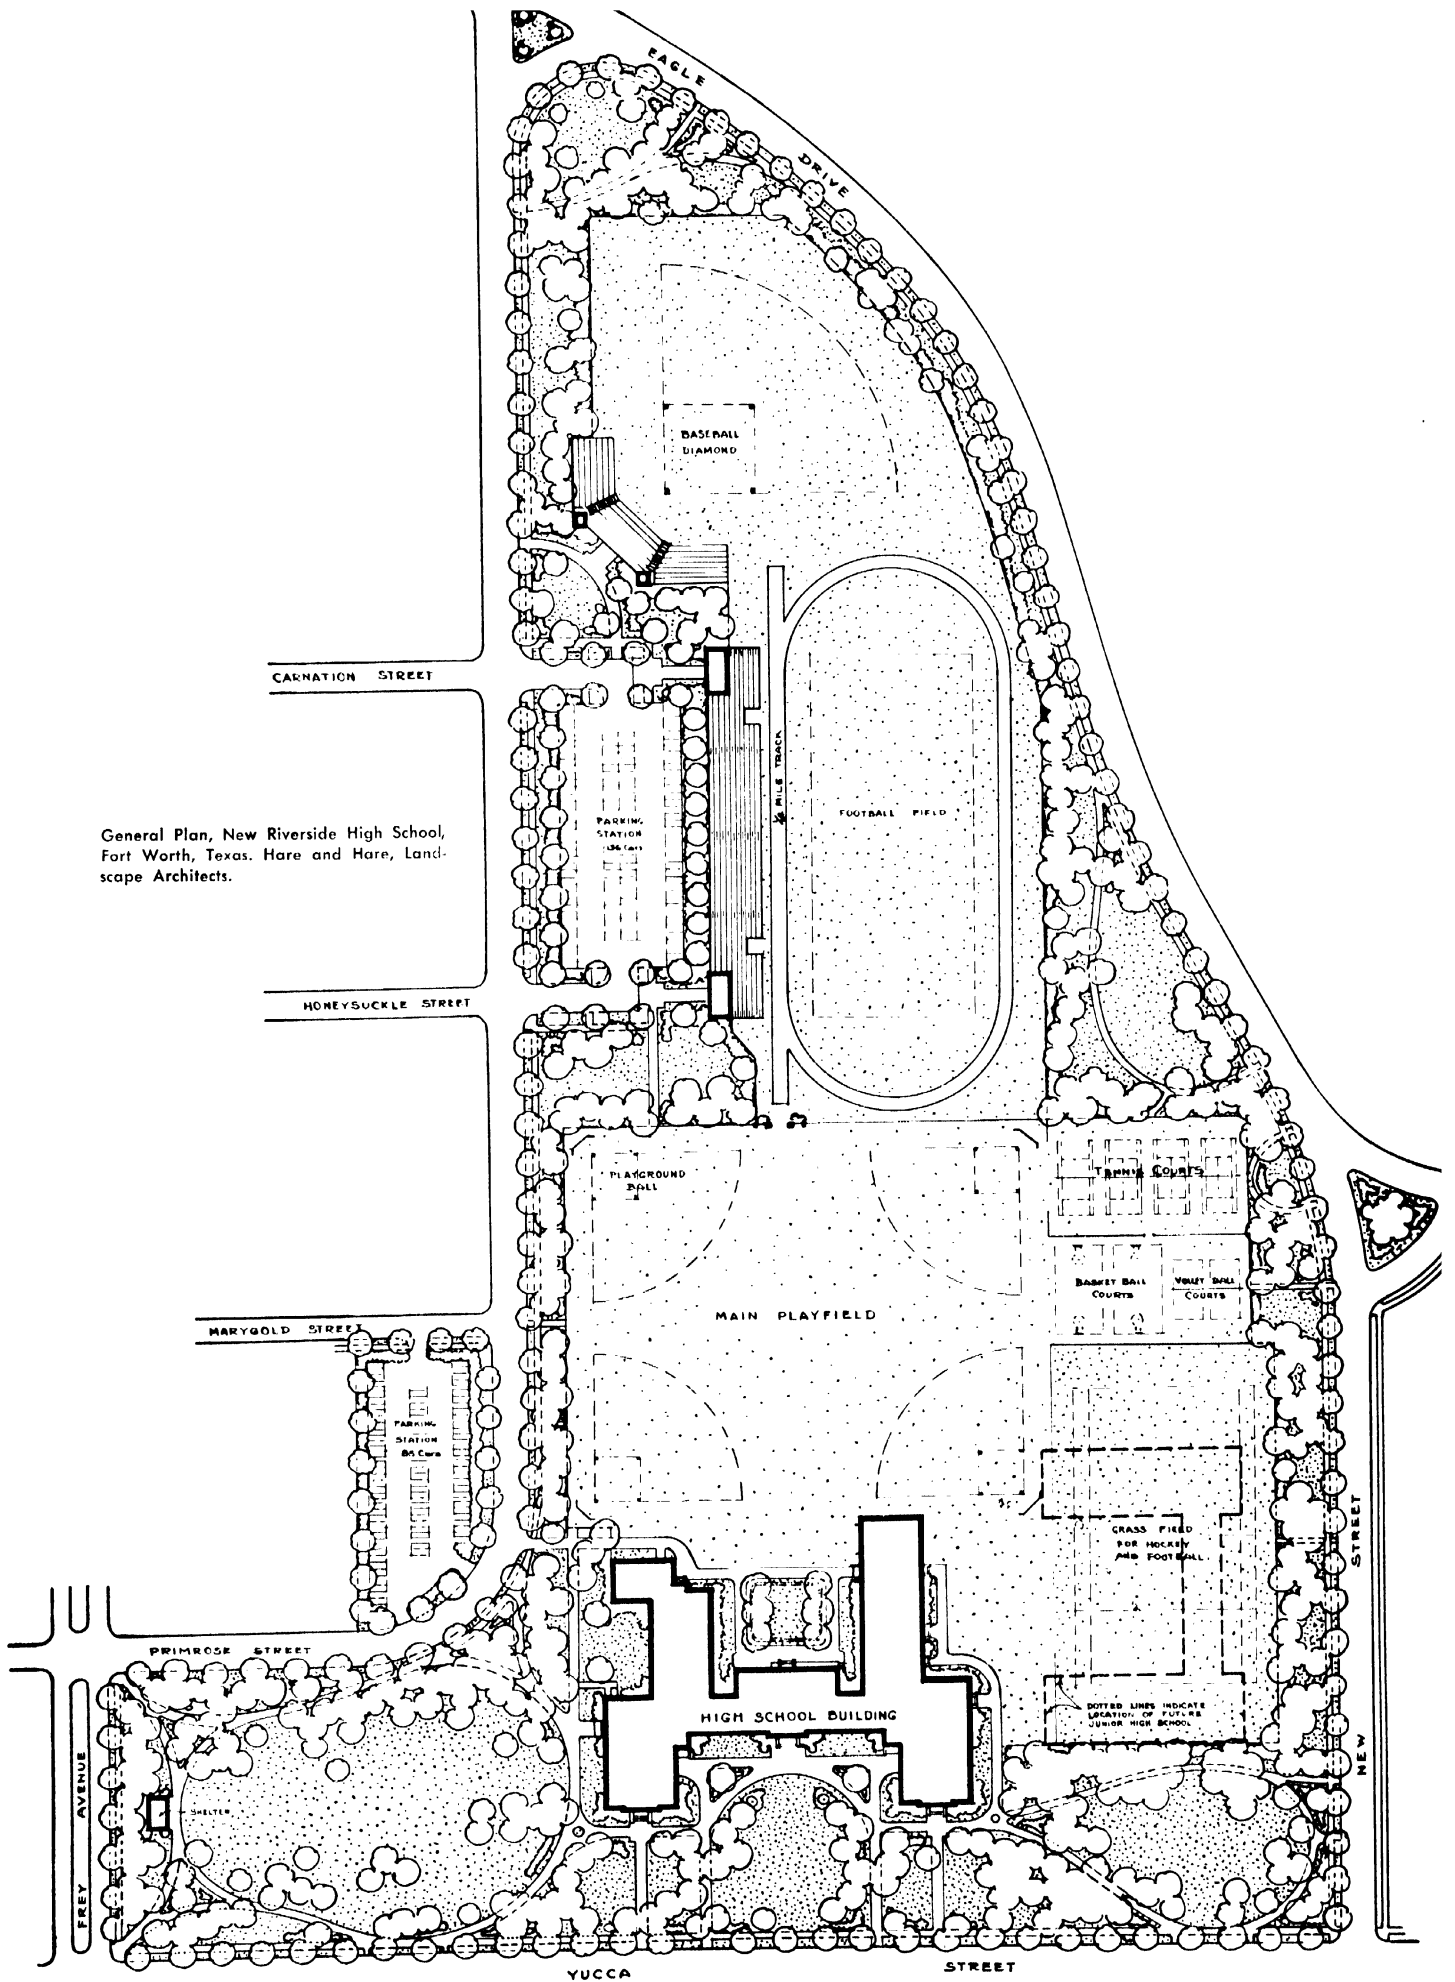 EAGLE DRIVE
BASEBALL
DIAMOND
CARNATION STREET
General Plan, New Riverside High School,
Fort Worth, Texas. Hare and Hare, Land-
scape Architects.
PARKING
STATION
136 Cars
MILE TRACK
FOOTBALL FIELD
HONEYSUCKLE STREET
PLAYGROUND
BALL
TENNIS COURTS
BASKET BALL
COURTS
VOLLEY BALL
COURTS
MAIN PLAYFIELD
MARYGOLD STREET
PARKING
STATION
86 Cars
GRASS FIELD
FOR HOCKEY
AND FOOTBALL
PRIMROSE STREET
DOTTED LINES INDICATE
LOCATION OF FUTURE
JUNIOR HIGH SCHOOL
HIGH SCHOOL BUILDING
SHELTER
FREY AVENUE
NEW STREET
YUCCA STREET